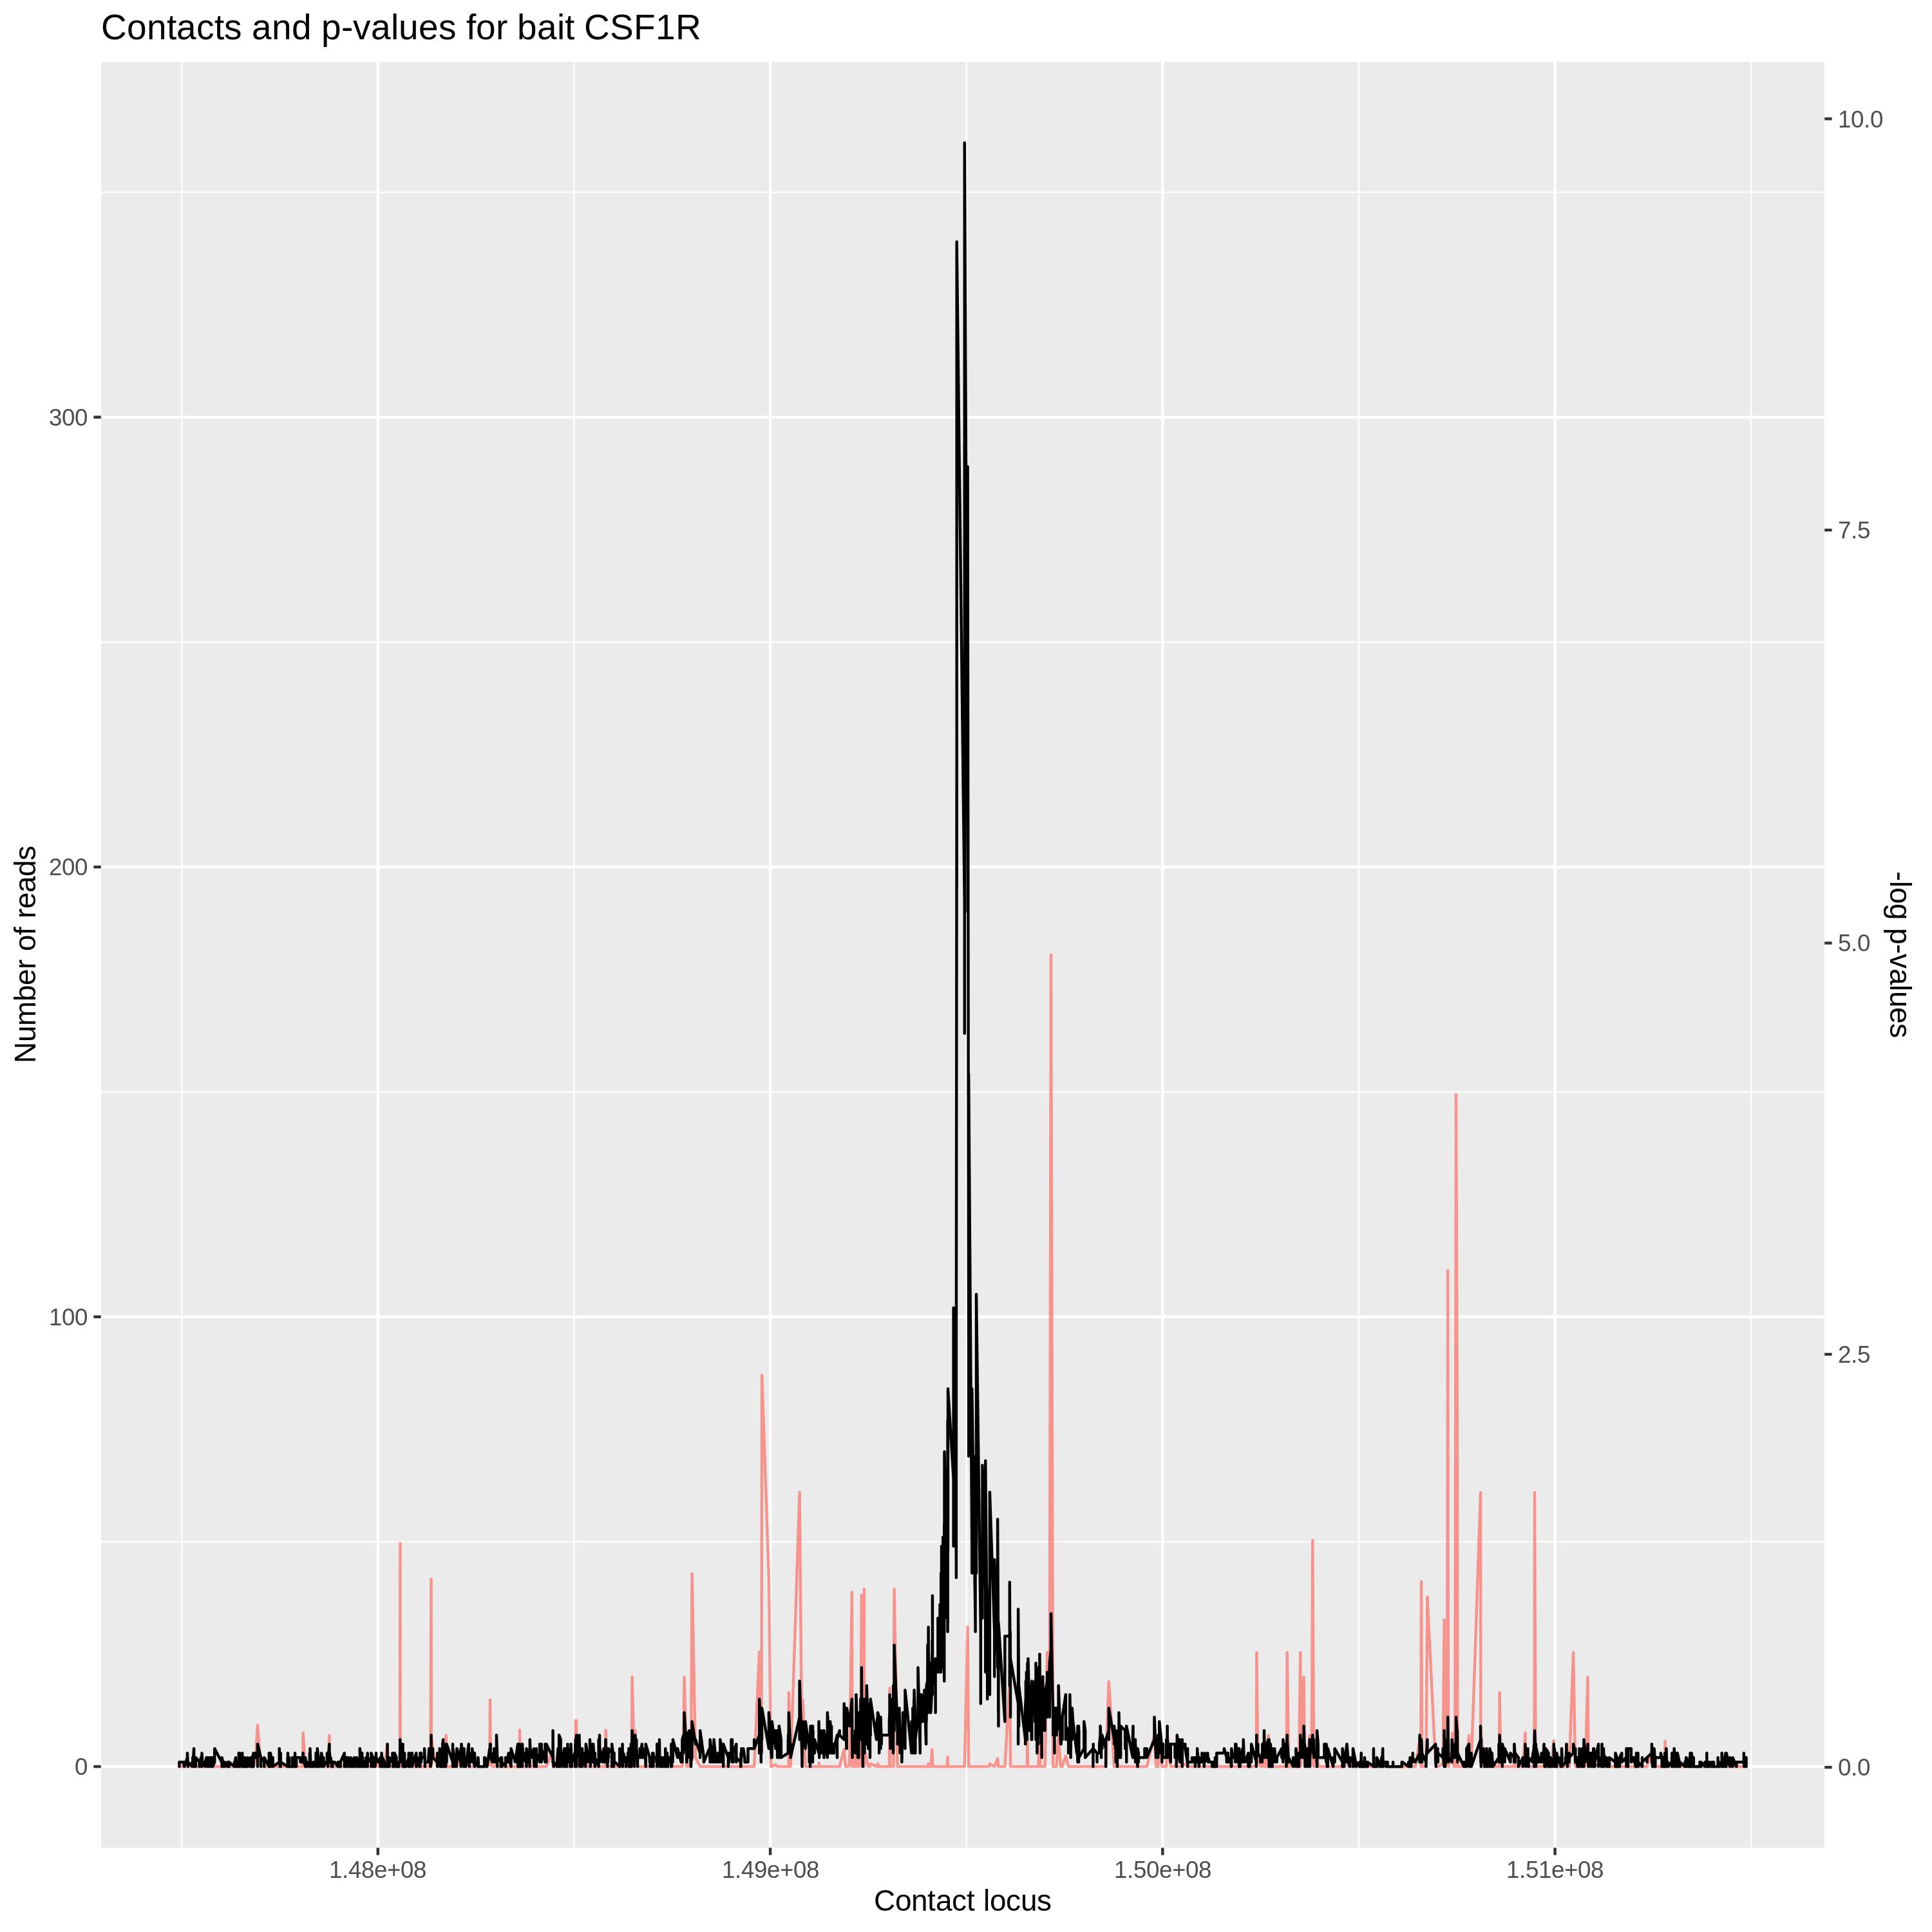 Contacts and p-values for bait CSF1R
10.0
7.5
5.0
2.5
0.0
-log p-values
300
200
100
0
Number of reads
1.48e+08
1.49e+08
1.50e+08
1.51e+08
Contact locus